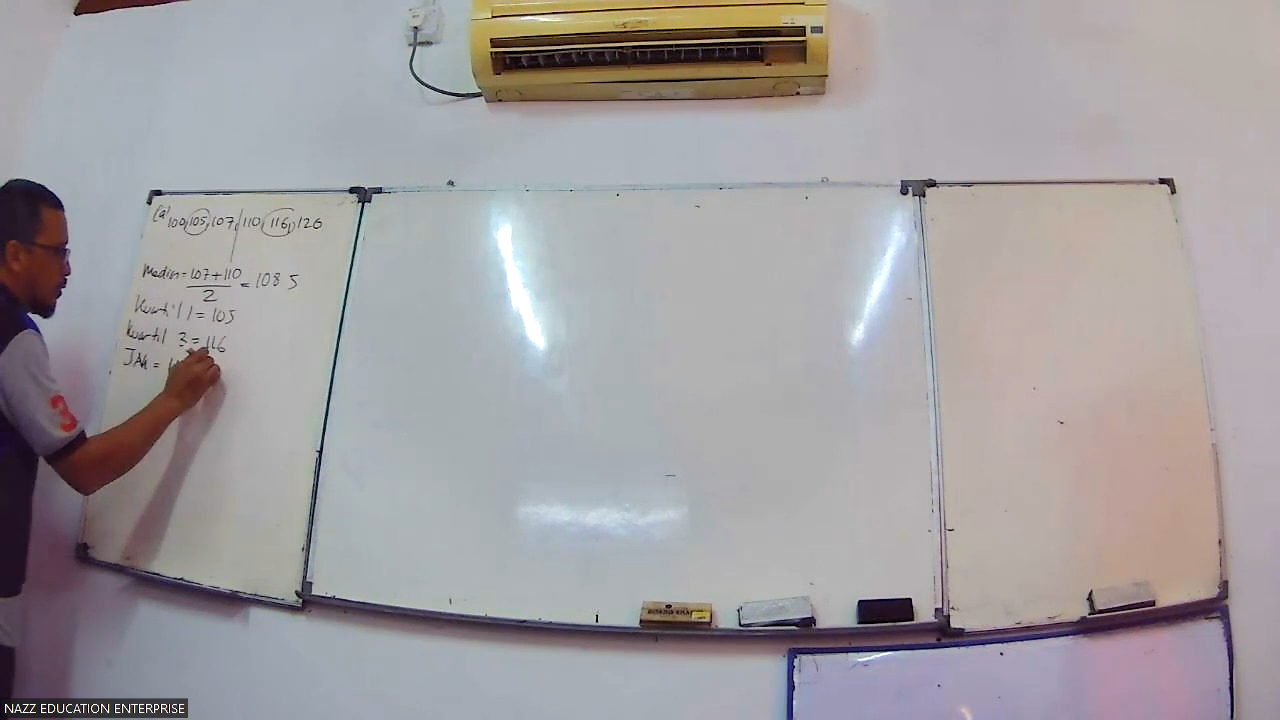 (a) 100, 105, 107, 110, 116, 126
Median = 107 + 110 / 2 = 108.5
Kuartil 1 = 105
Kuartil 3 = 116
JAK =
NAZZ EDUCATION ENTERPRISE